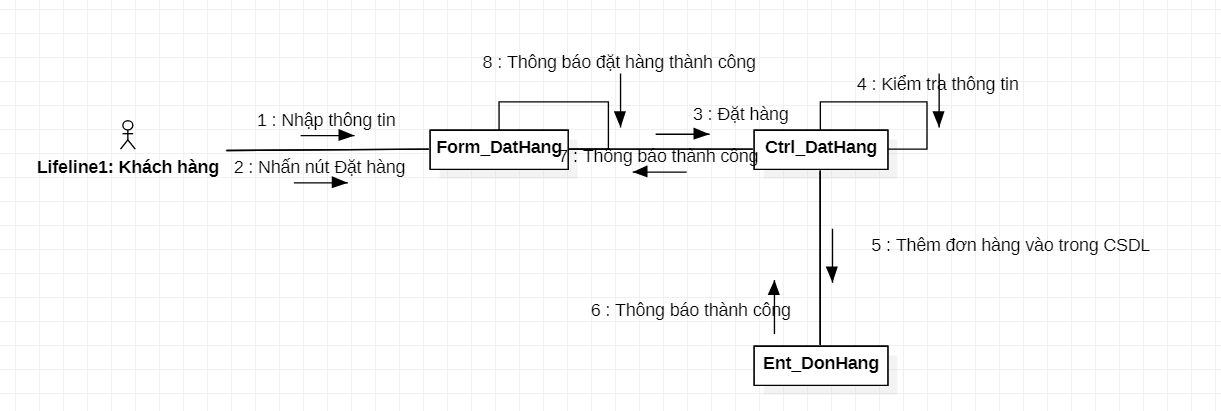 8 : Thông báo đặt hàng thành công
4 : Kiểm tra thông tin
1 : Nhập thông tin
3 : Đặt hàng
Form_DatHang
Ctrl_DatHang
7 : Thông báo thành công
Lifeline1: Khách hàng
2 : Nhấn nút Đặt hàng
5 : Thêm đơn hàng vào trong CSDL
6 : Thông báo thành công
Ent_DonHang